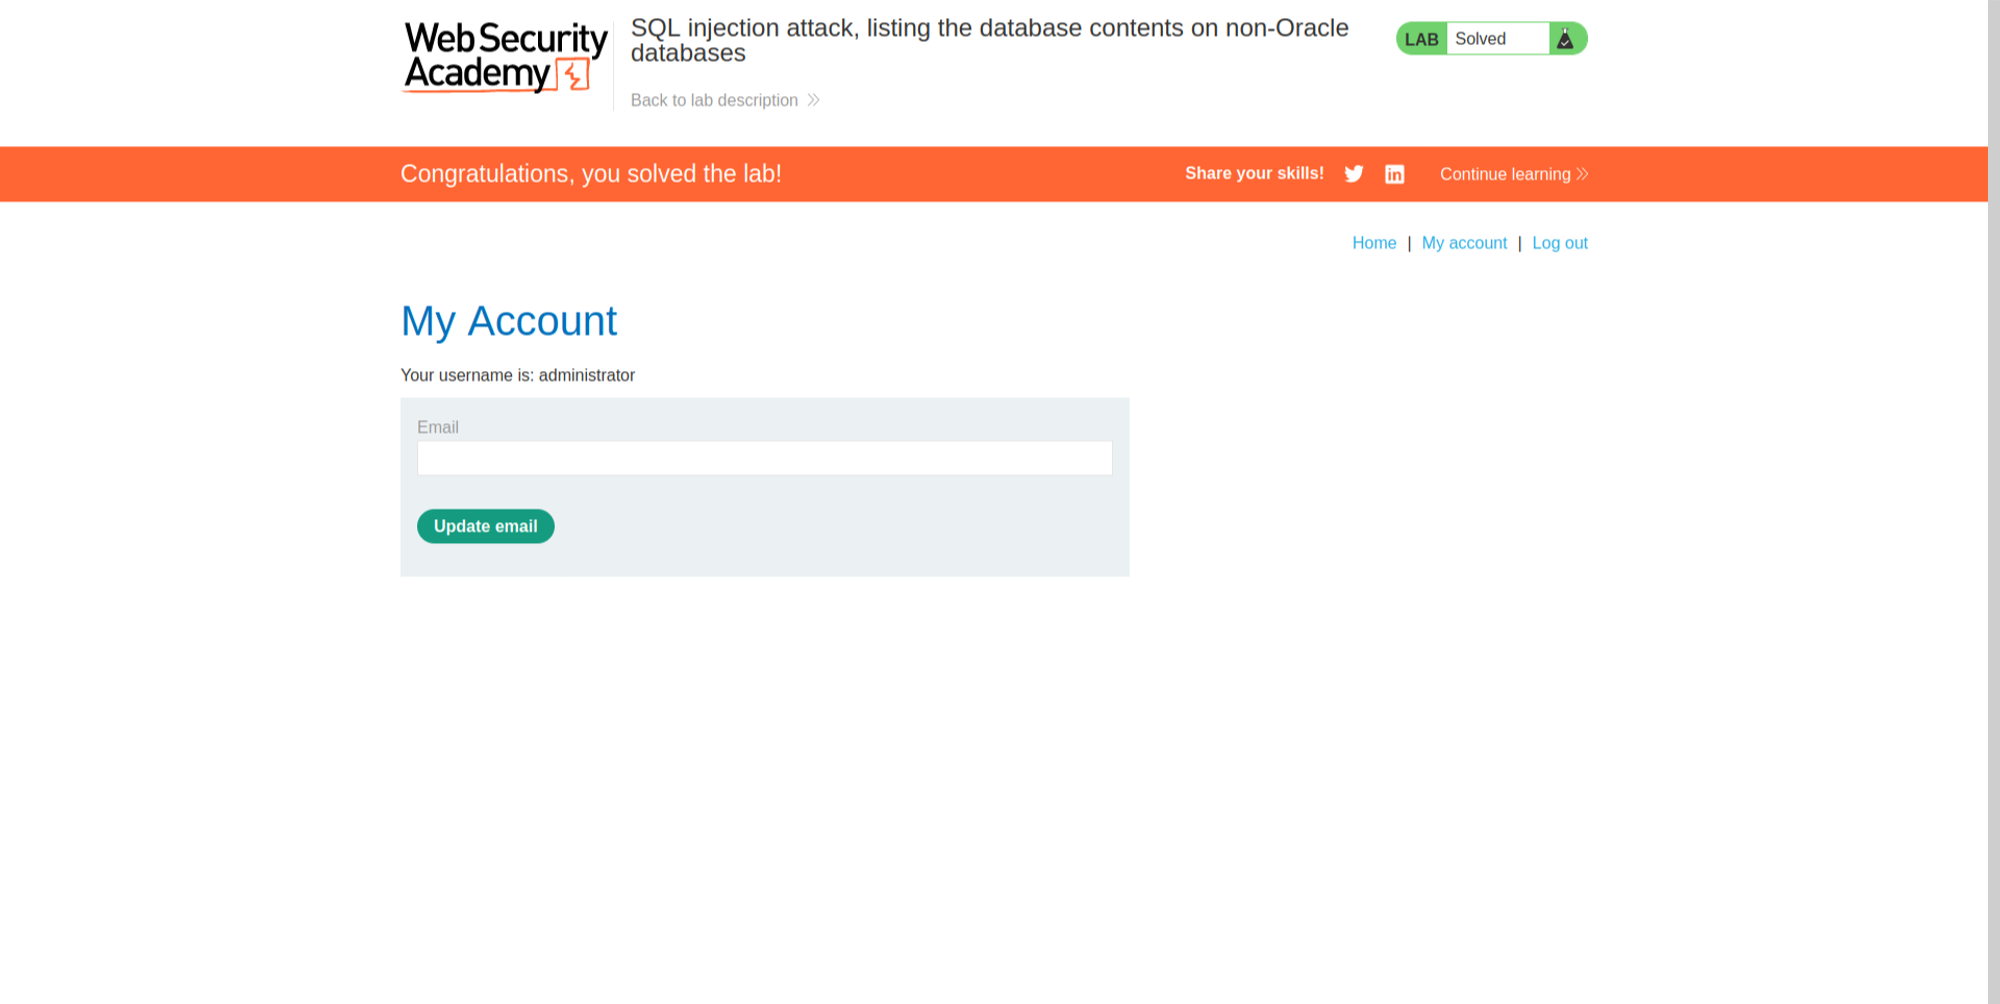 Web Security
Academy
SQL injection attack, listing the database contents on non-Oracle
databases
Back to lab description
LAB Solved
Congratulations, you solved the lab!
Share your skills!
Continue learning
Home | My account | Log out
My Account
Your username is: administrator
Email
Update email